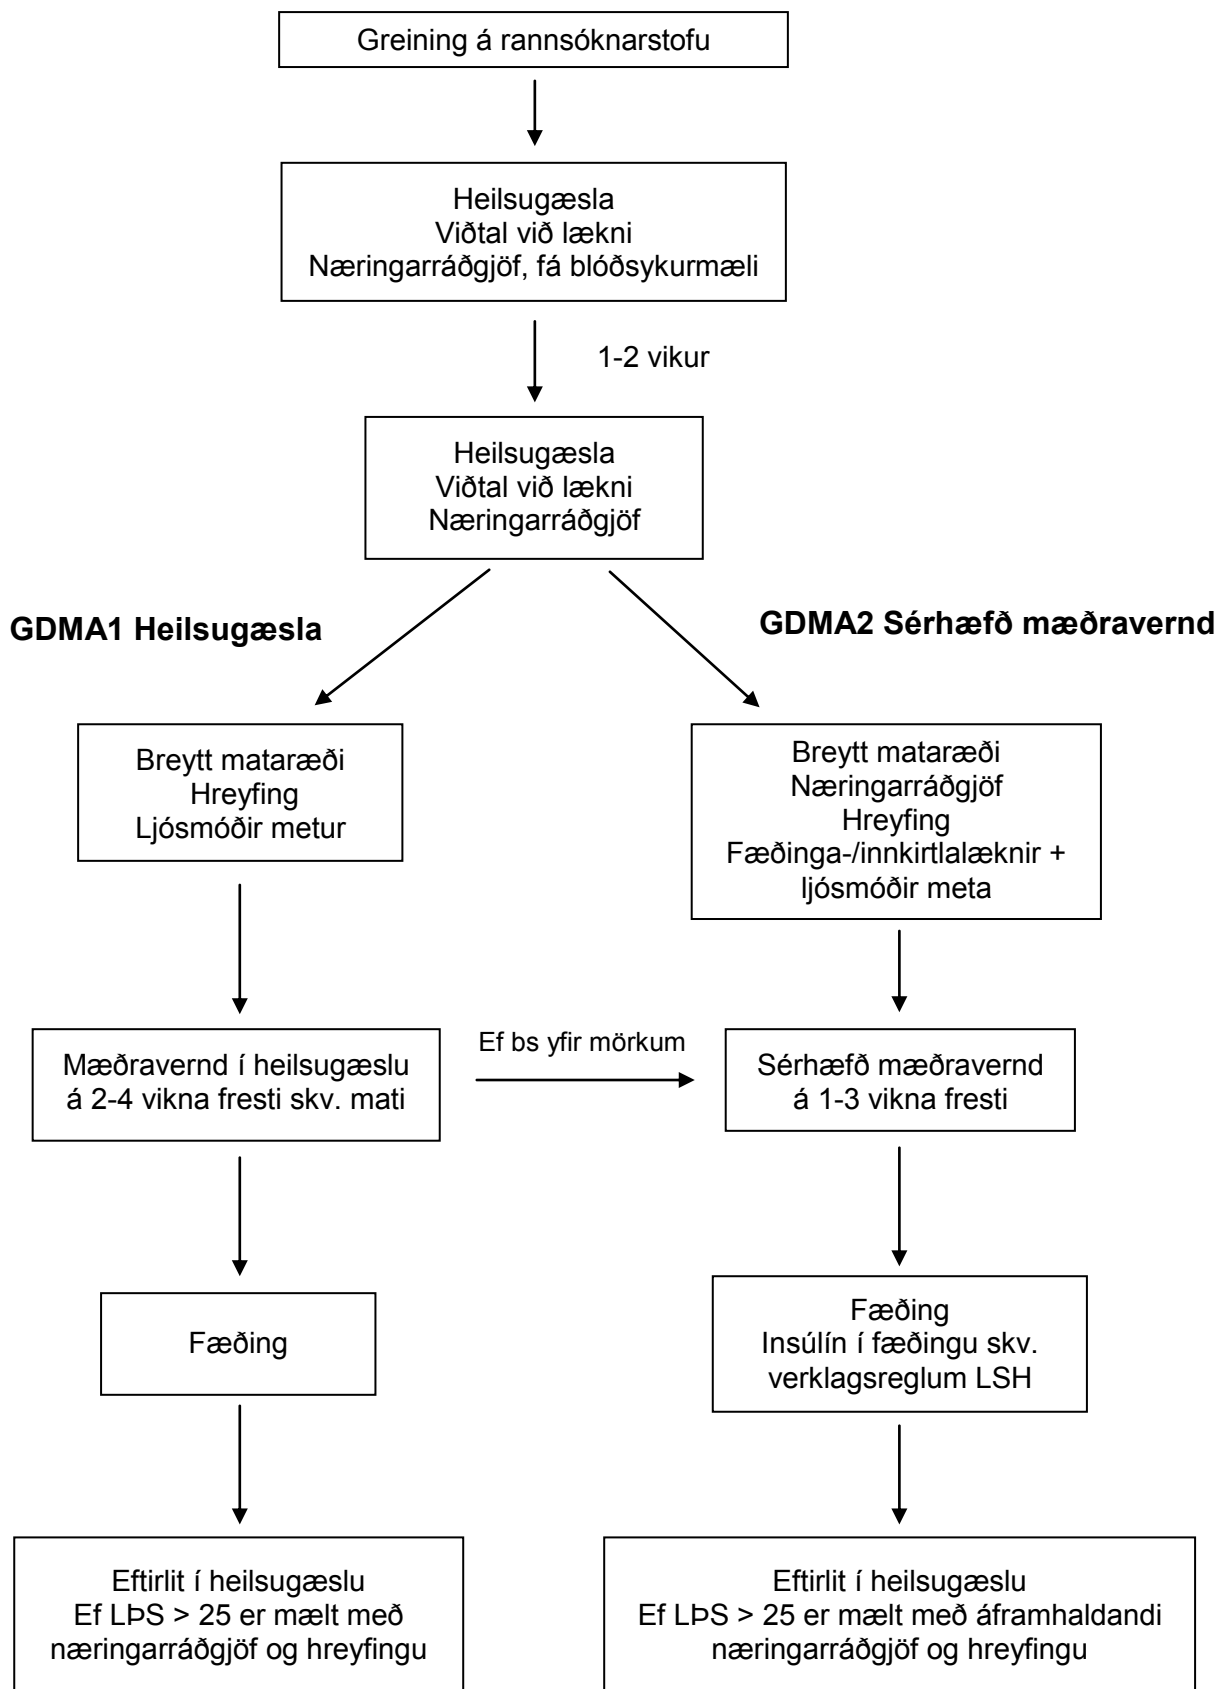 Greining á rannsóknarstofu
Heilsugæsla
Viðtal við lækni
Næringarráðgjöf, fá blóðsykurmæli
1-2 vikur
Heilsugæsla
Viðtal við lækni
Næringarráðgjöf
GDMA1 Heilsugæsla
GDMA2 Sérhæfð mæðravernd
Breytt mataræði
Hreyfing
Ljósmóðir metur
Breytt mataræði
Næringarráðgjöf
Hreyfing
Fæðinga-/innkirtlalæknir +
ljósmóðir meta
Mæðravernd í heilsugæslu
á 2-4 vikna fresti skv. mati
Ef bs yfir mörkum
Sérhæfð mæðravernd
á 1-3 vikna fresti
Fæðing
Fæðing
Insúlín í fæðingu skv.
verklagsreglum LSH
Eftirlit í heilsugæslu
Ef LÞS > 25 er mælt með
næringarráðgjöf og hreyfingu
Eftirlit í heilsugæslu
Ef LÞS > 25 er mælt með áframhaldandi
næringarráðgjöf og hreyfingu